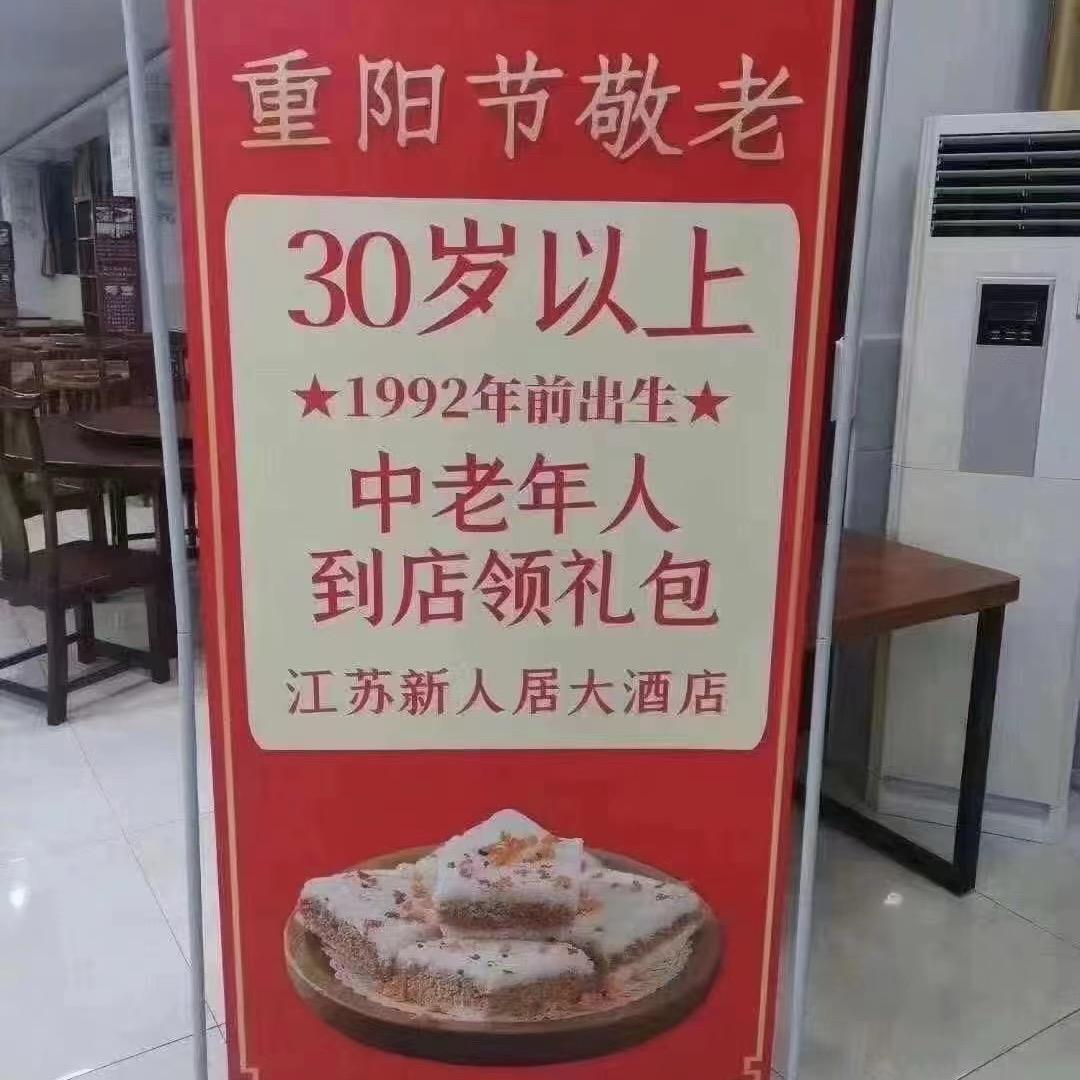 重阳节敬老
30岁以上
★1992年前出生★
中老年人
到店领礼包
江苏新人居大酒店